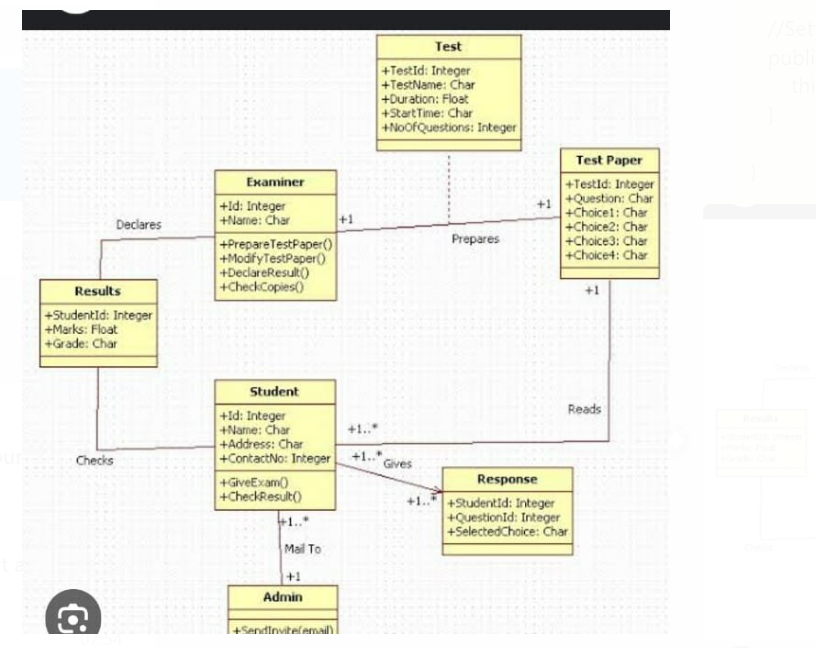 Test
+TestId: Integer
+TestName: Char
+Duration: Float
+StartTime: Char
+NoOfQuestions: Integer
Test Paper
+TestId: Integer
+Question: Char
+Choice1: Char
+Choice2: Char
+Choice3: Char
+Choice4: Char
Examiner
+Id: Integer
+Name: Char
+PrepareTestPaper()
+ModifyTestPaper()
+DeclareResult()
+CheckCopies()
+1
+1
Prepares
Declares
Results
+StudentId: Integer
+Marks: Float
+Grade: Char
+1
Reads
Student
+Id: Integer
+Name: Char
+Address: Char
+ContactNo: Integer
+GiveExam()
+CheckResult()
+1..*
+1..*
Gives
+1..*
Checks
Response
+StudentId: Integer
+QuestionId: Integer
+SelectedChoice: Char
+1..*
Mail To
+1
Admin
+SendInvite(email)